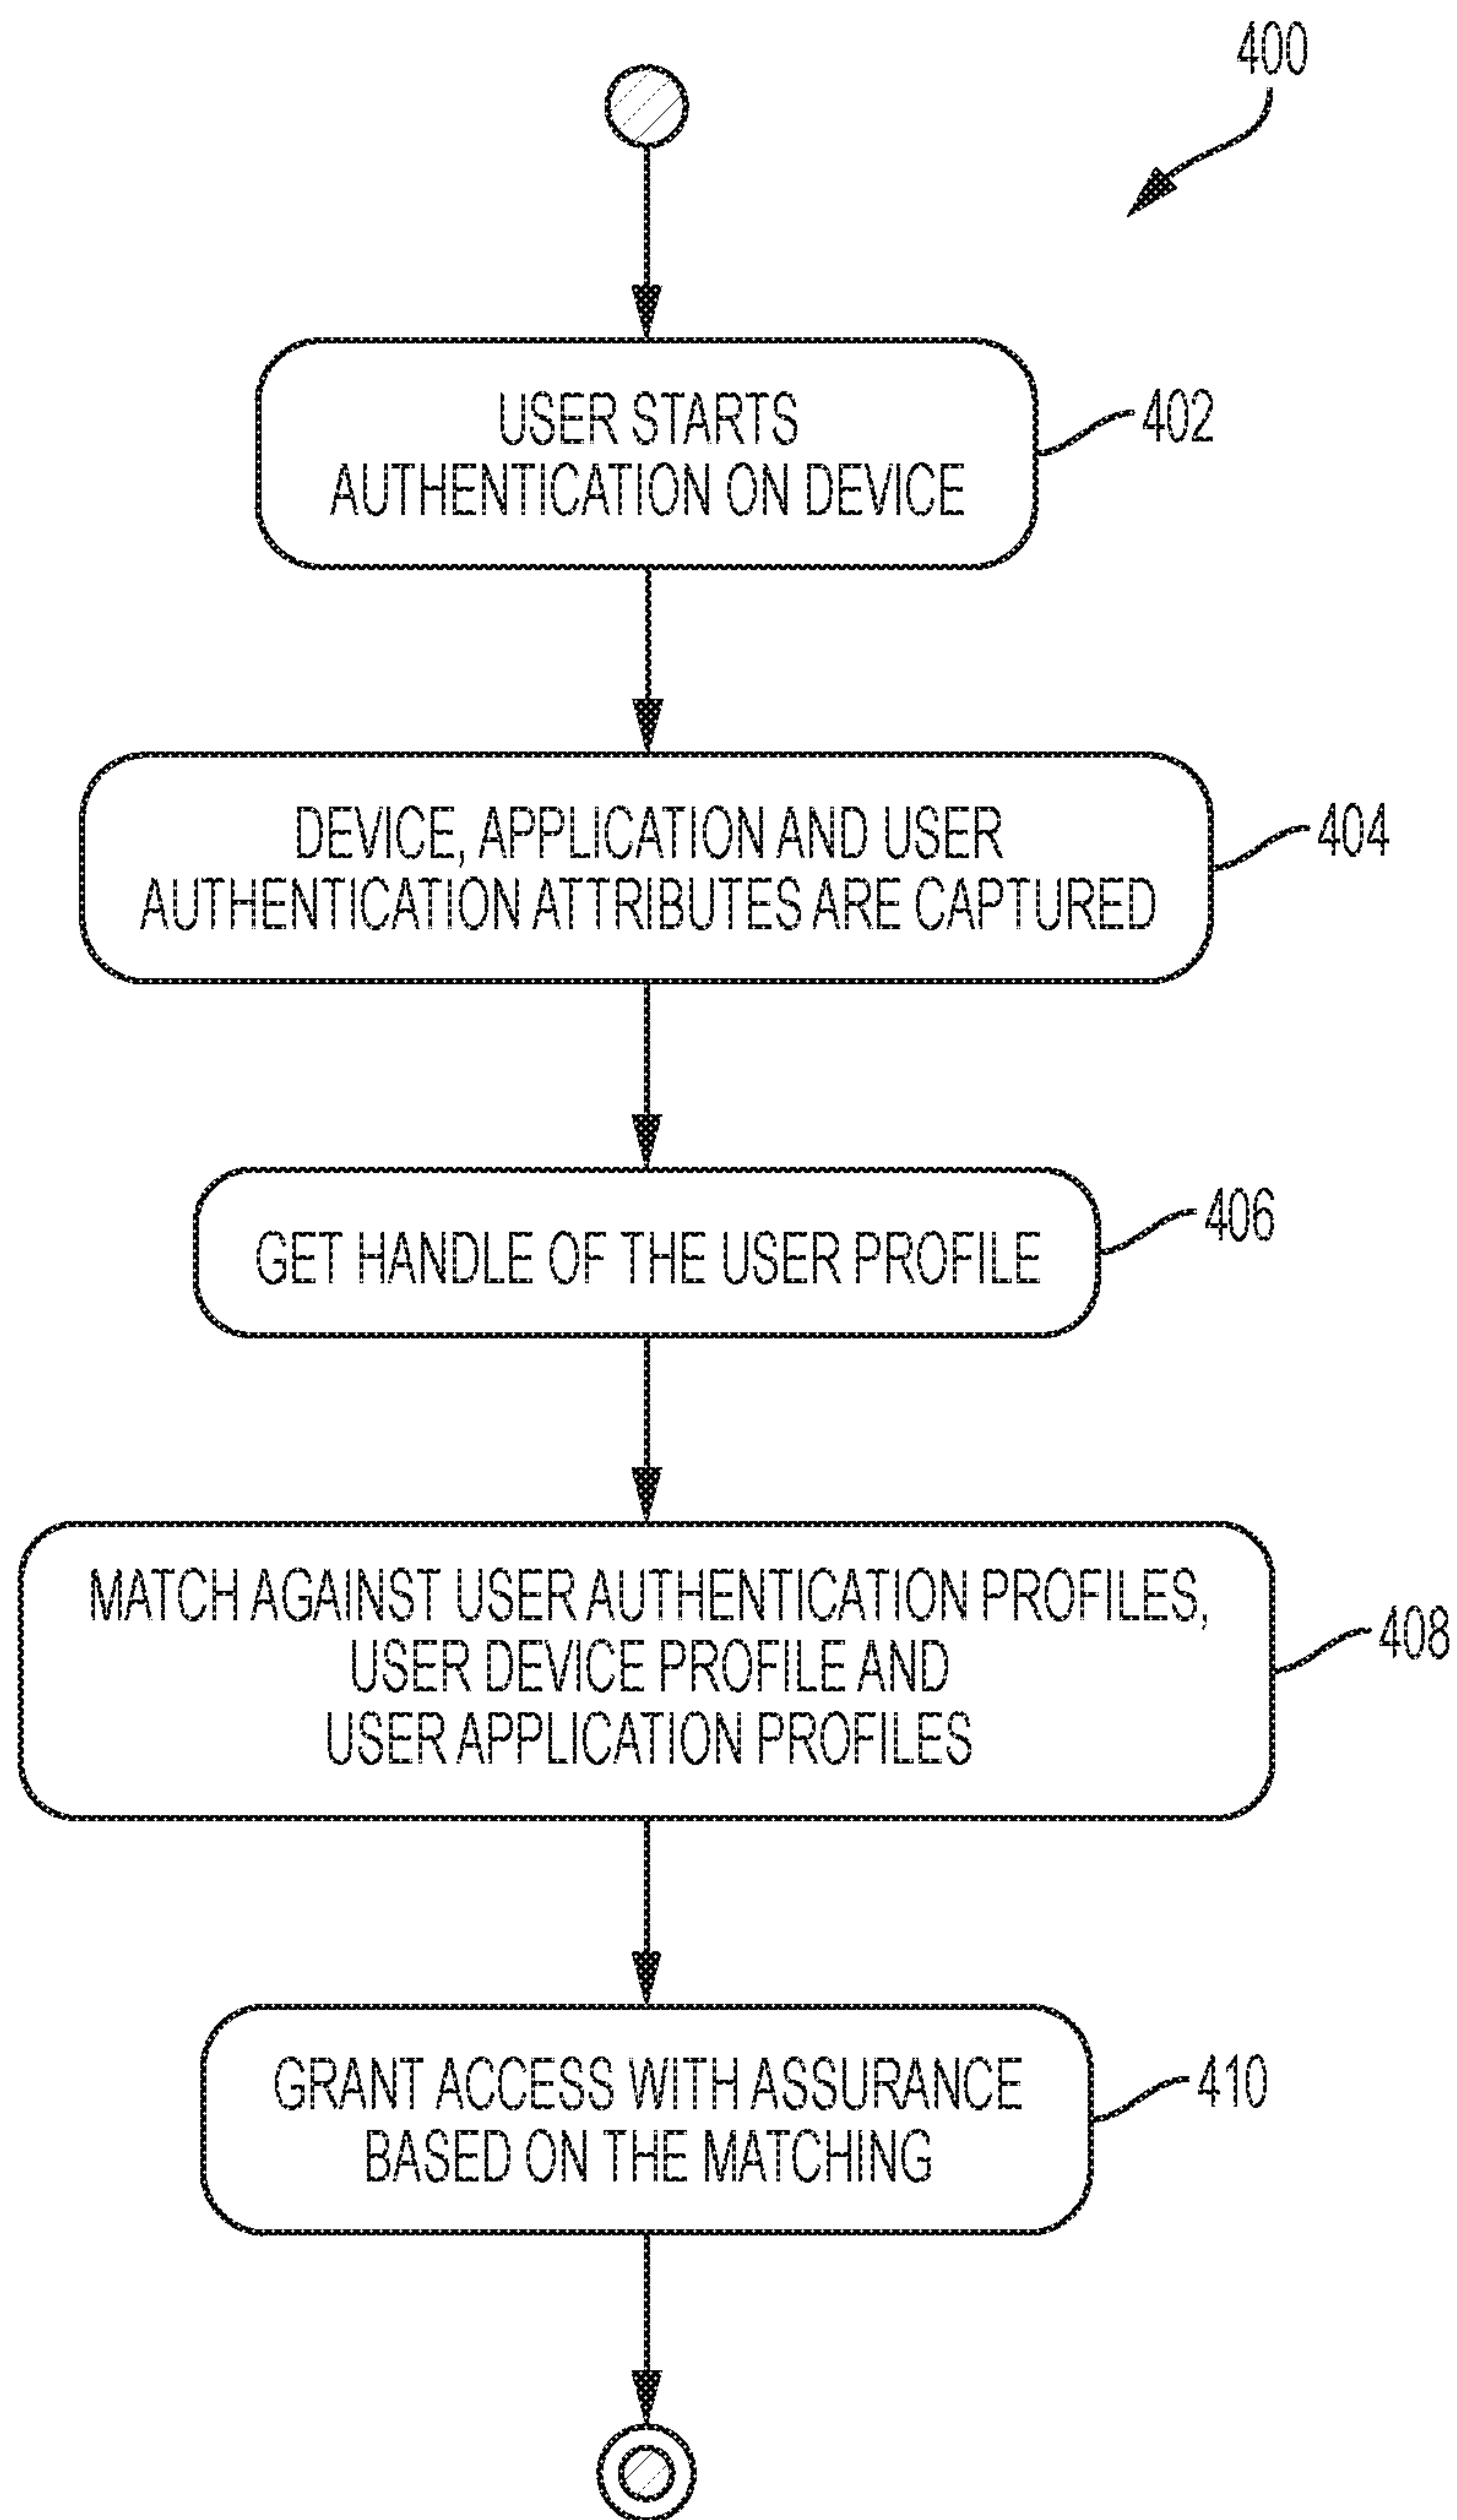 400
USER STARTS
AUTHENTICATION ON DEVICE
402
DEVICE, APPLICATION AND USER
AUTHENTICATION ATTRIBUTES ARE CAPTURED
404
GET HANDLE OF THE USER PROFILE
406
MATCH AGAINST USER AUTHENTICATION PROFILES,
USER DEVICE PROFILE AND
USER APPLICATION PROFILES
408
GRANT ACCESS WITH ASSURANCE
BASED ON THE MATCHING
410